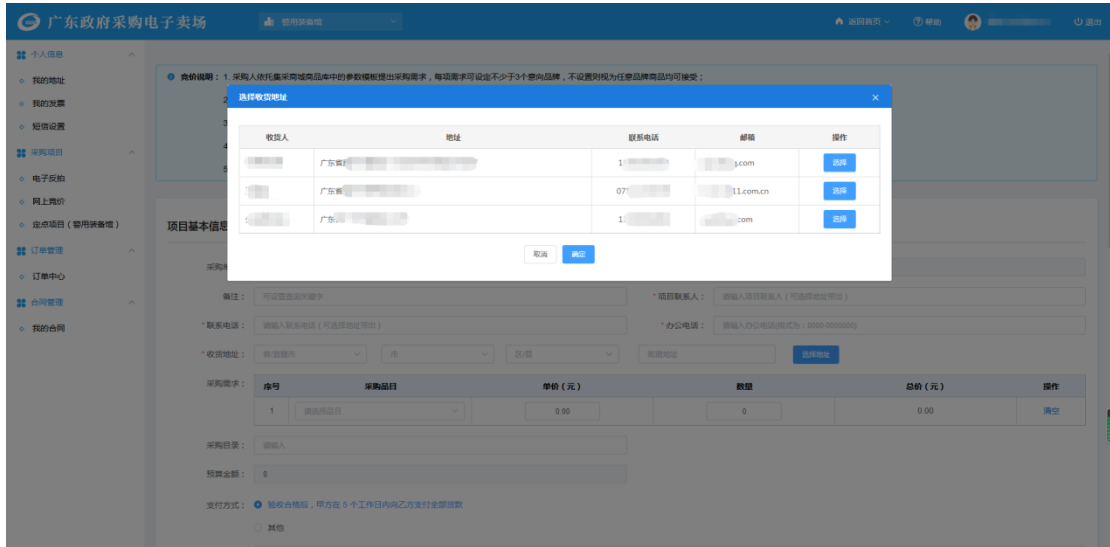 广东政府采购电子卖场
警用装备馆
返回首页
帮助
退出
个人信息
我的地址
我的发票
短信设置
采购项目
电子反拍
网上竞价
定点项目（警用装备馆）
订单管理
订单中心
合同管理
我的合同
竞价说明：1. 采购人依托集采商城商品库中的参数模板提出采购需求，每项需求可设定不少于3个意向品牌，不设置则视为任意品牌商品均可接受；
选择收货地址
收货人 地址 联系电话 邮箱 操作
广东省 1 .com 选择
广东省 07 11.com.cn 选择
广东 1 com 选择
取消 确定
项目基本信息
备注： *项目联系人： 请输入项目联系人（可选择地址带出）
*联系电话： 请输入联系电话（可选择地址带出） *办公电话： 请输入办公电话(格式为：0000-0000000)
*收货地址： 省/直辖市 市 区/县 街道地址 选择地址
采购需求： 序号 采购品目 单价（元） 数量 总价（元） 操作
1 请选择品目 0.00 0 0.00 清空
采购目录： 请输入
预算金额： 0
支付方式： 验收合格后，甲方在 5 个工作日内向乙方支付全部货款
其他